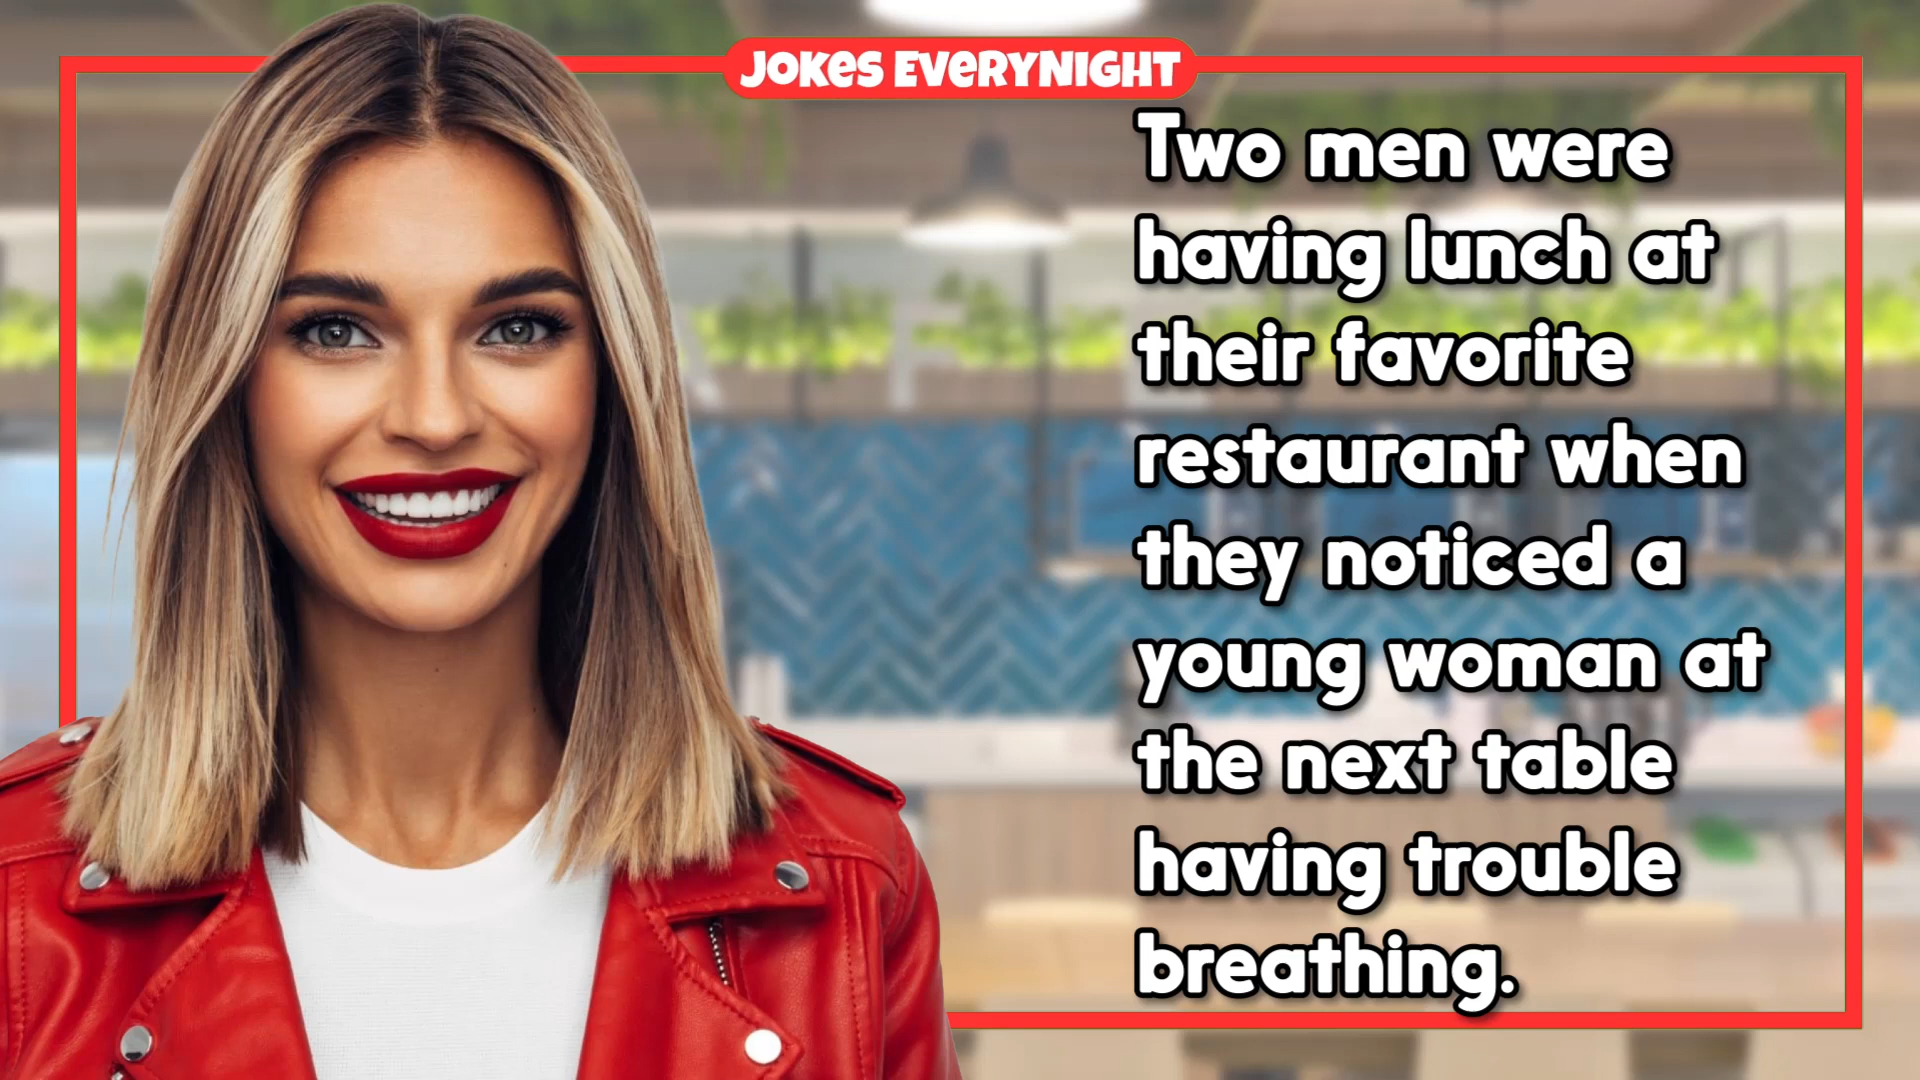 JOKES EVERYNIGHT
Two men were
having lunch at
their favorite
restaurant when
they noticed a
young woman at
the next table
having trouble
breathing.